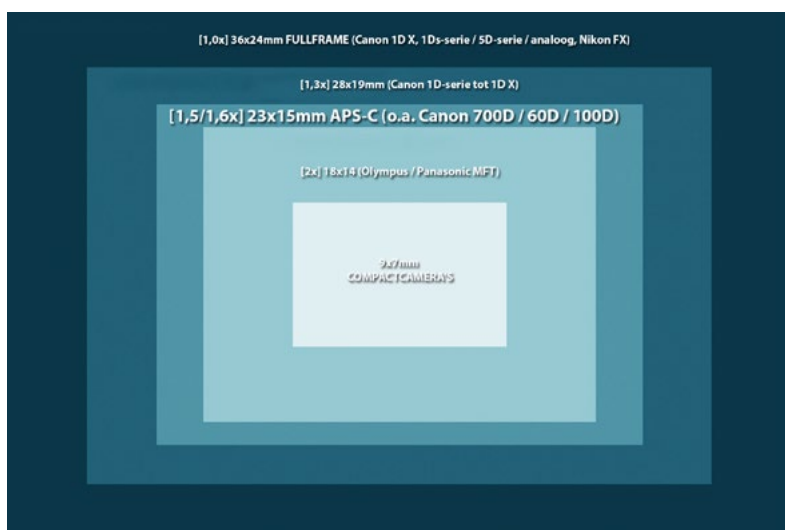 [1,0x] 36x24mm FULLFRAME (Canon 1D X, 1Ds-serie / 5D-serie / analoog, Nikon FX)
[1,3x] 28x19mm (Canon 1D-serie tot 1D X)
[1,5/1,6x] 23x15mm APS-C (o.a. Canon 700D / 60D / 100D)
[2x] 18x14 (Olympus / Panasonic MFT)
9x7mm
COMPACTCAMERA'S